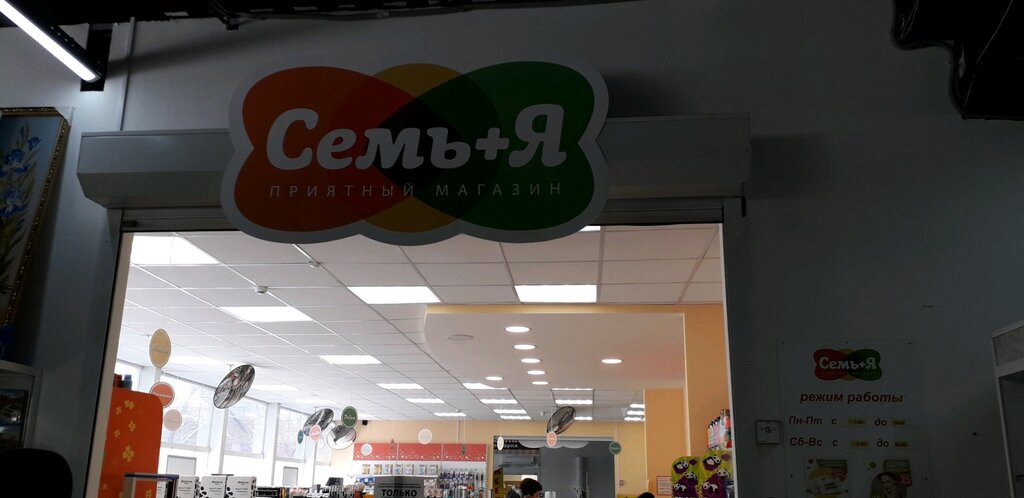 Семь+Я
ПРИЯТНЫЙ МАГАЗИН
Семь+Я
режим работы
Пн-Пт с до
Сб-Вс с до
ТОЛЬКО